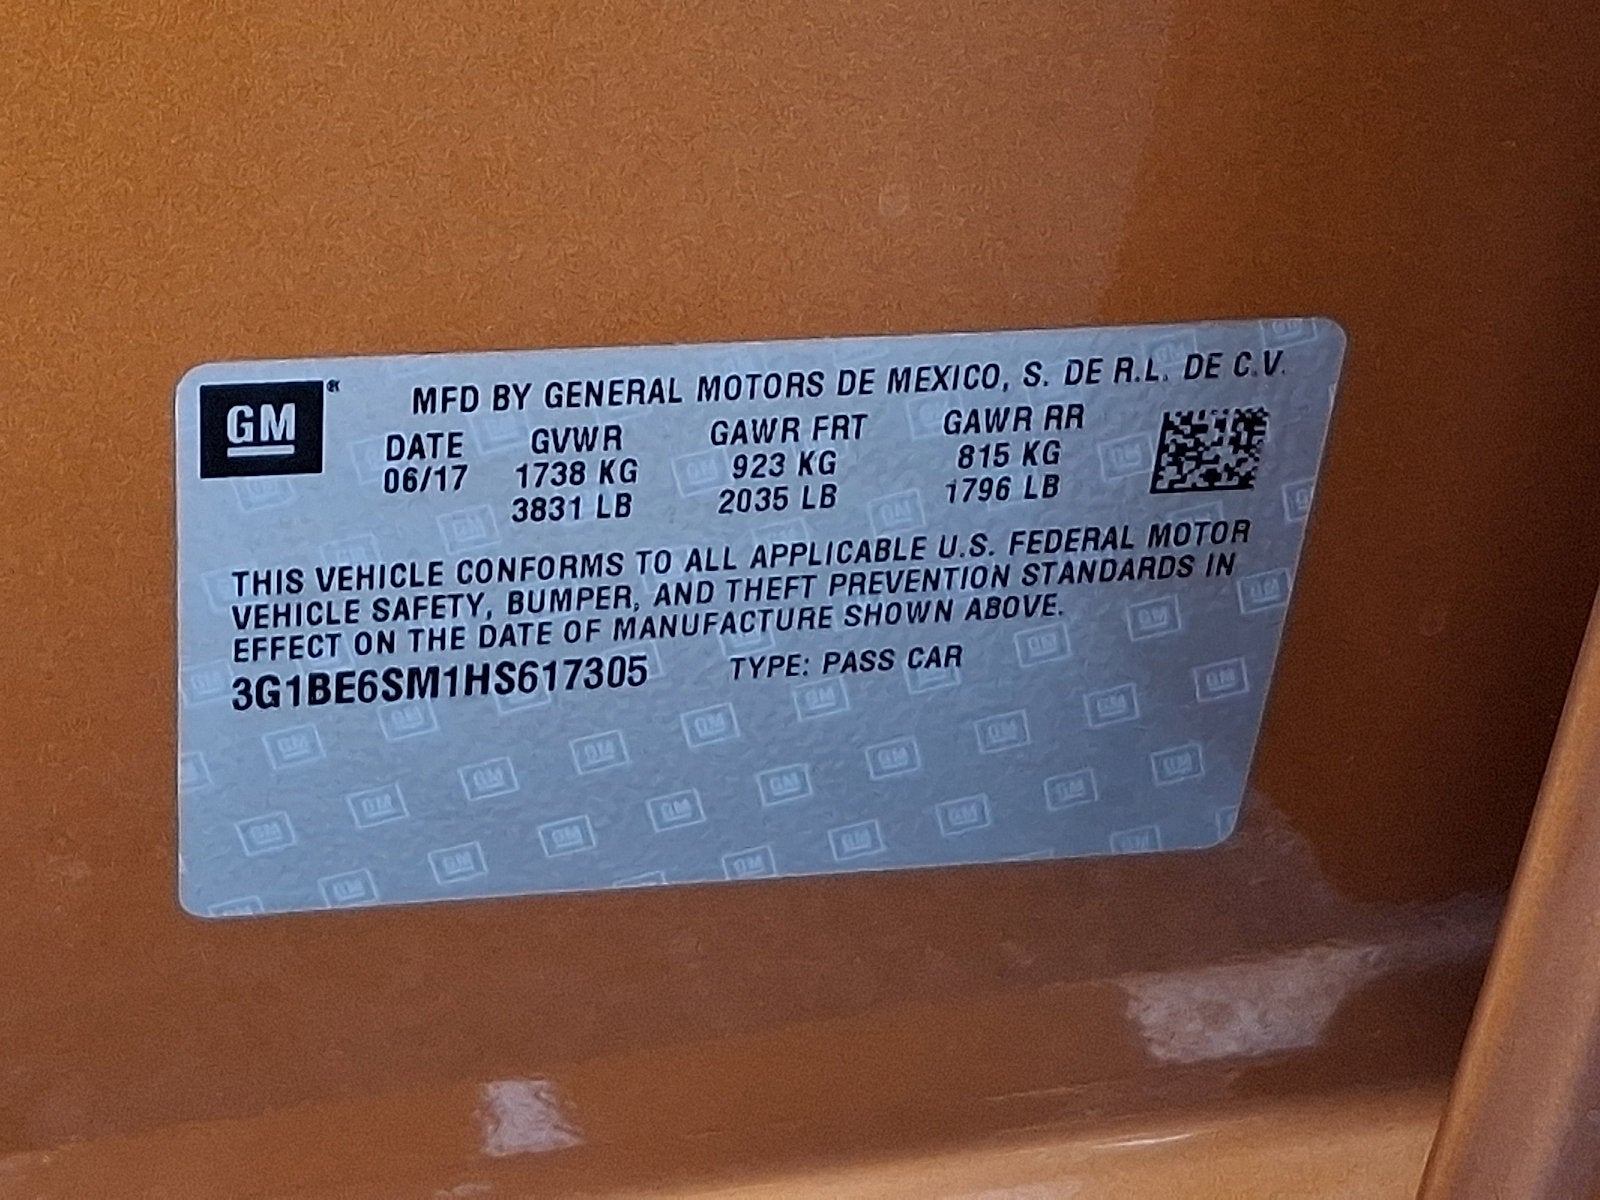 GM®
MFD BY GENERAL MOTORS DE MEXICO, S. DE R.L. DE C.V.
DATE GVWR GAWR FRT GAWR RR
06/17 1738 KG 923 KG 815 KG
3831 LB 2035 LB 1796 LB
THIS VEHICLE CONFORMS TO ALL APPLICABLE U.S. FEDERAL MOTOR
VEHICLE SAFETY, BUMPER, AND THEFT PREVENTION STANDARDS IN
EFFECT ON THE DATE OF MANUFACTURE SHOWN ABOVE.
3G1BE6SM1HS617305 TYPE: PASS CAR